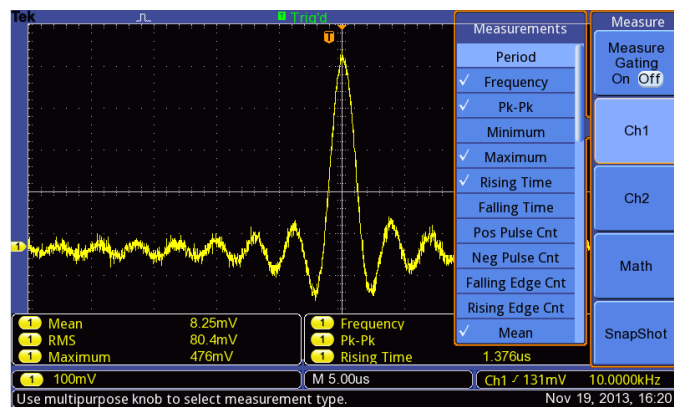 Tek
Trig'd
T
T
Measurements
Period
Frequency
Pk-Pk
Minimum
Maximum
Rising Time
Falling Time
Pos Pulse Cnt
Neg Pulse Cnt
Falling Edge Cnt
Rising Edge Cnt
Mean
Measure
Measure
Gating
On Off
Ch1
Ch2
Math
SnapShot
1
1 Mean 8.25mV
1 RMS 80.4mV
1 Maximum 476mV
1 Frequency
1 Pk-Pk
1 Rising Time 1.376us
1 100mV M 5.00us Ch1 131mV 10.0000kHz
Use multipurpose knob to select measurement type. Nov 19, 2013, 16:20